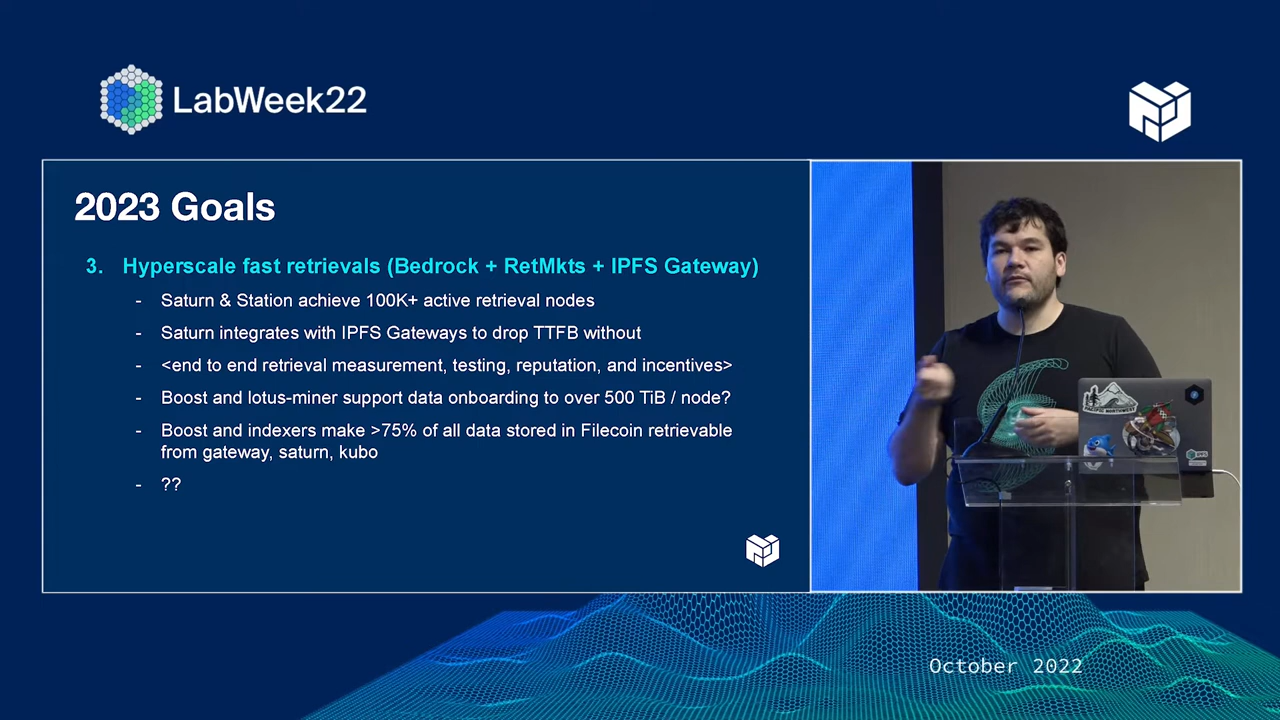 LabWeek22
2023 Goals
3. Hyperscale fast retrievals (Bedrock + RetMkts + IPFS Gateway)
- Saturn & Station achieve 100K+ active retrieval nodes
- Saturn integrates with IPFS Gateways to drop TTFB without
- <end to end retrieval measurement, testing, reputation, and incentives>
- Boost and lotus-miner support data onboarding to over 500 TiB / node?
- Boost and indexers make >75% of all data stored in Filecoin retrievable
from gateway, saturn, kubo
- ??
PACIFIC NORTHWEST
IPFS
October 2022